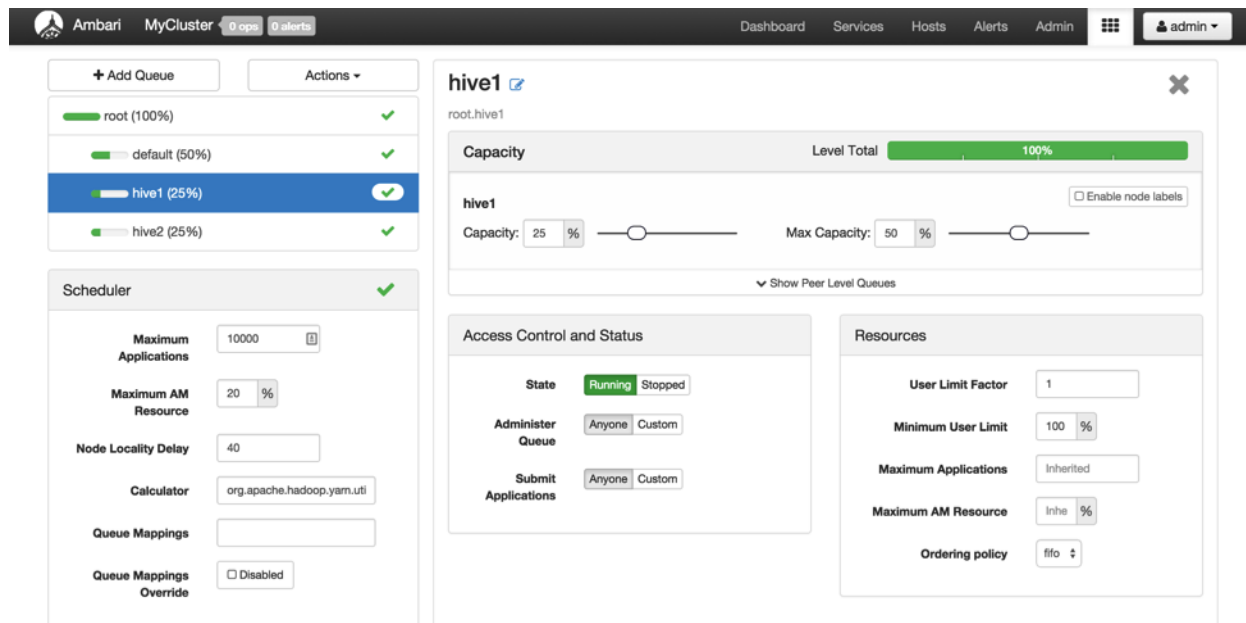 Ambari MyCluster 0 ops 0 alerts Dashboard Services Hosts Alerts Admin admin
+ Add Queue Actions
root (100%)
default (50%)
hive1 (25%)
hive2 (25%)
Scheduler
Maximum Applications 10000
Maximum AM Resource 20 %
Node Locality Delay 40
Calculator org.apache.hadoop.yarn.uti
Queue Mappings
Queue Mappings Override Disabled
hive1
root.hive1
Capacity Level Total 100%
hive1 Enable node labels
Capacity: 25 % Max Capacity: 50 %
Show Peer Level Queues
Access Control and Status
State Running Stopped
Administer Queue Anyone Custom
Submit Applications Anyone Custom
Resources
User Limit Factor 1
Minimum User Limit 100 %
Maximum Applications Inherited
Maximum AM Resource Inhe %
Ordering policy fifo